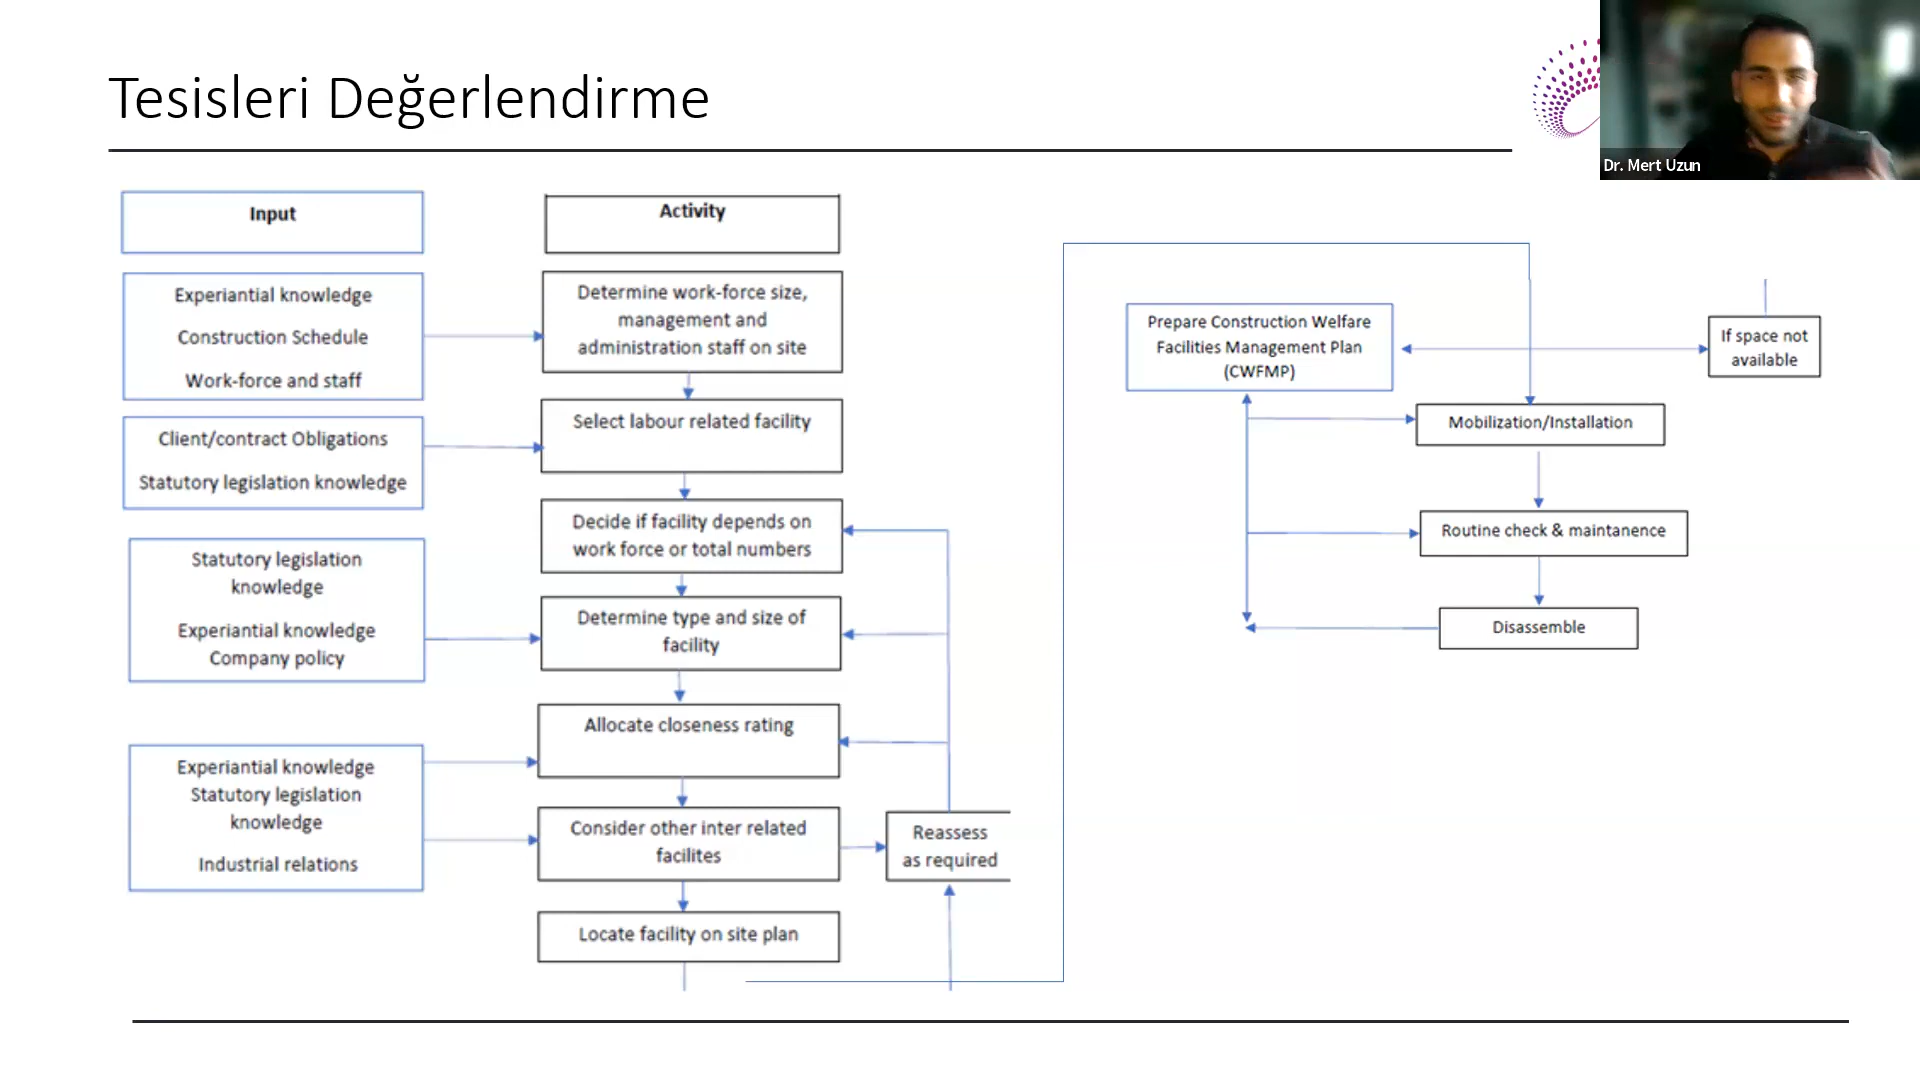 Tesisleri Değerlendirme
Dr. Mert Uzun
Input
Activity
Experiantial knowledge
Construction Schedule
Work-force and staff
Determine work-force size,
management and
administration staff on site
Client/contract Obligations
Statutory legislation knowledge
Select labour related facility
Decide if facility depends on
work force or total numbers
Statutory legislation
knowledge
Experiantial knowledge
Company policy
Determine type and size of
facility
Allocate closeness rating
Experiantial knowledge
Statutory legislation
knowledge
Industrial relations
Consider other inter related
facilites
Reassess
as required
Locate facility on site plan
Prepare Construction Welfare
Facilities Management Plan
(CWFMP)
If space not
available
Mobilization/Installation
Routine check & maintanence
Disassemble